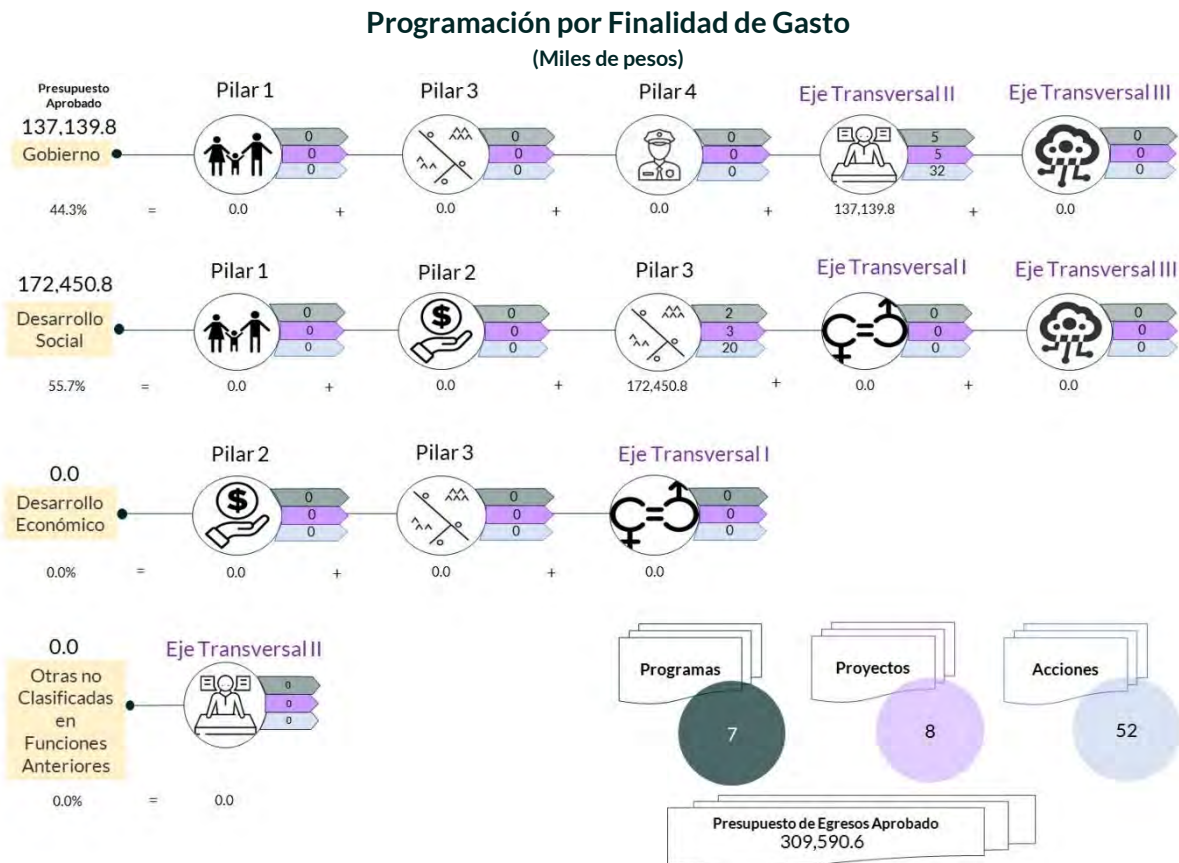 Programación por Finalidad de Gasto
(Miles de pesos)
Presupuesto
Aprobado
137,139.8
Gobierno
Pilar 1
0
0
0
Pilar 3
0
0
0
Pilar 4
0
0
0
Eje Transversal II
5
5
32
Eje Transversal III
0
0
0
44.3% = 0.0 + 0.0 + 0.0 + 137,139.8 + 0.0
172,450.8
Desarrollo
Social
Pilar 1
0
0
0
Pilar 2
$
0
0
0
Pilar 3
2
3
20
Eje Transversal I
0
0
0
Eje Transversal III
0
0
0
55.7% = 0.0 + 0.0 + 172,450.8 + 0.0 + 0.0
0.0
Desarrollo
Económico
Pilar 2
$
0
0
0
Pilar 3
0
0
0
Eje Transversal I
0
0
0
0.0% = 0.0 + 0.0 + 0.0
0.0
Otras no
Clasificadas
en
Funciones
Anteriores
Eje Transversal II
0
0
0
0.0% = 0.0
Programas
7
Proyectos
8
Acciones
52
Presupuesto de Egresos Aprobado
309,590.6